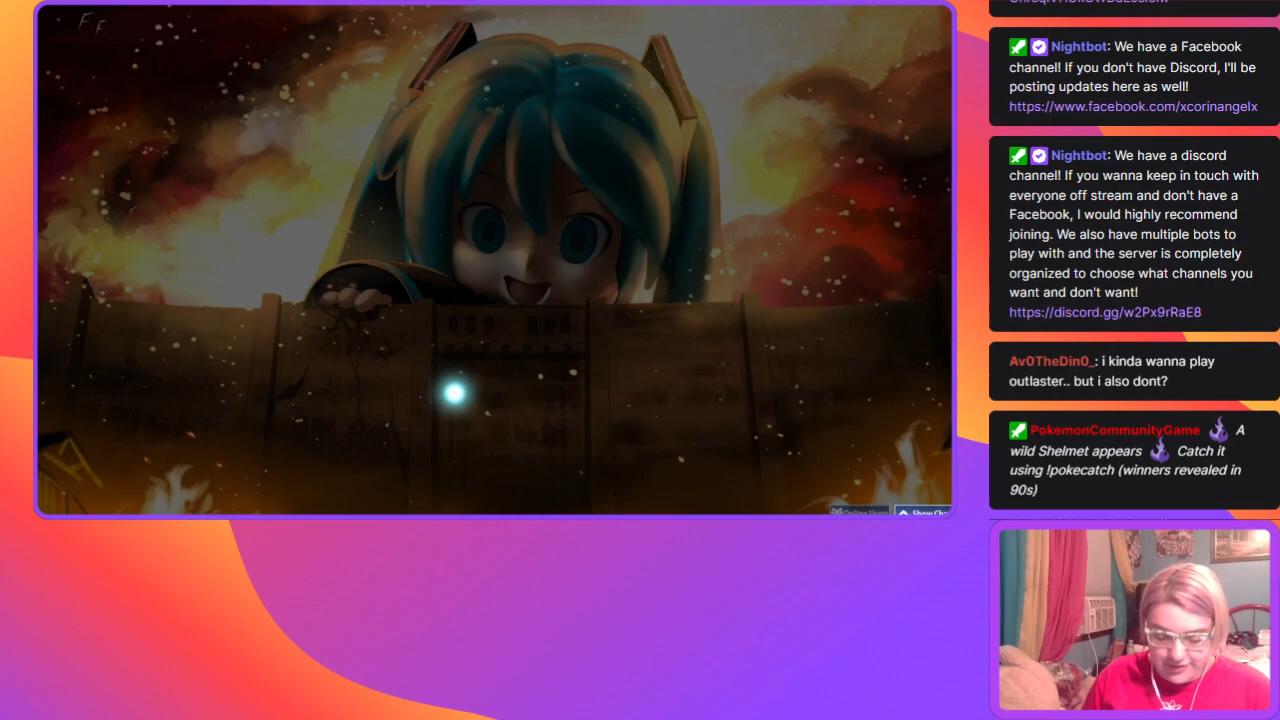 Nightbot: We have a Facebook
channel! If you don't have Discord, I'll be
posting updates here as well!
https://www.facebook.com/xcorinangelx
Nightbot: We have a discord
channel! If you wanna keep in touch with
everyone off stream and don't have a
Facebook, I would highly recommend
joining. We also have multiple bots to
play with and the server is completely
organized to choose what channels you
want and don't want!
https://discord.gg/w2Px9rRaE8
Av0TheDin0_: i kinda wanna play
outlaster.. but i also dont?
PokemonCommunityGame A
wild Shelmet appears Catch it
using !pokecatch (winners revealed in
90s)
Online Users
Show Cha